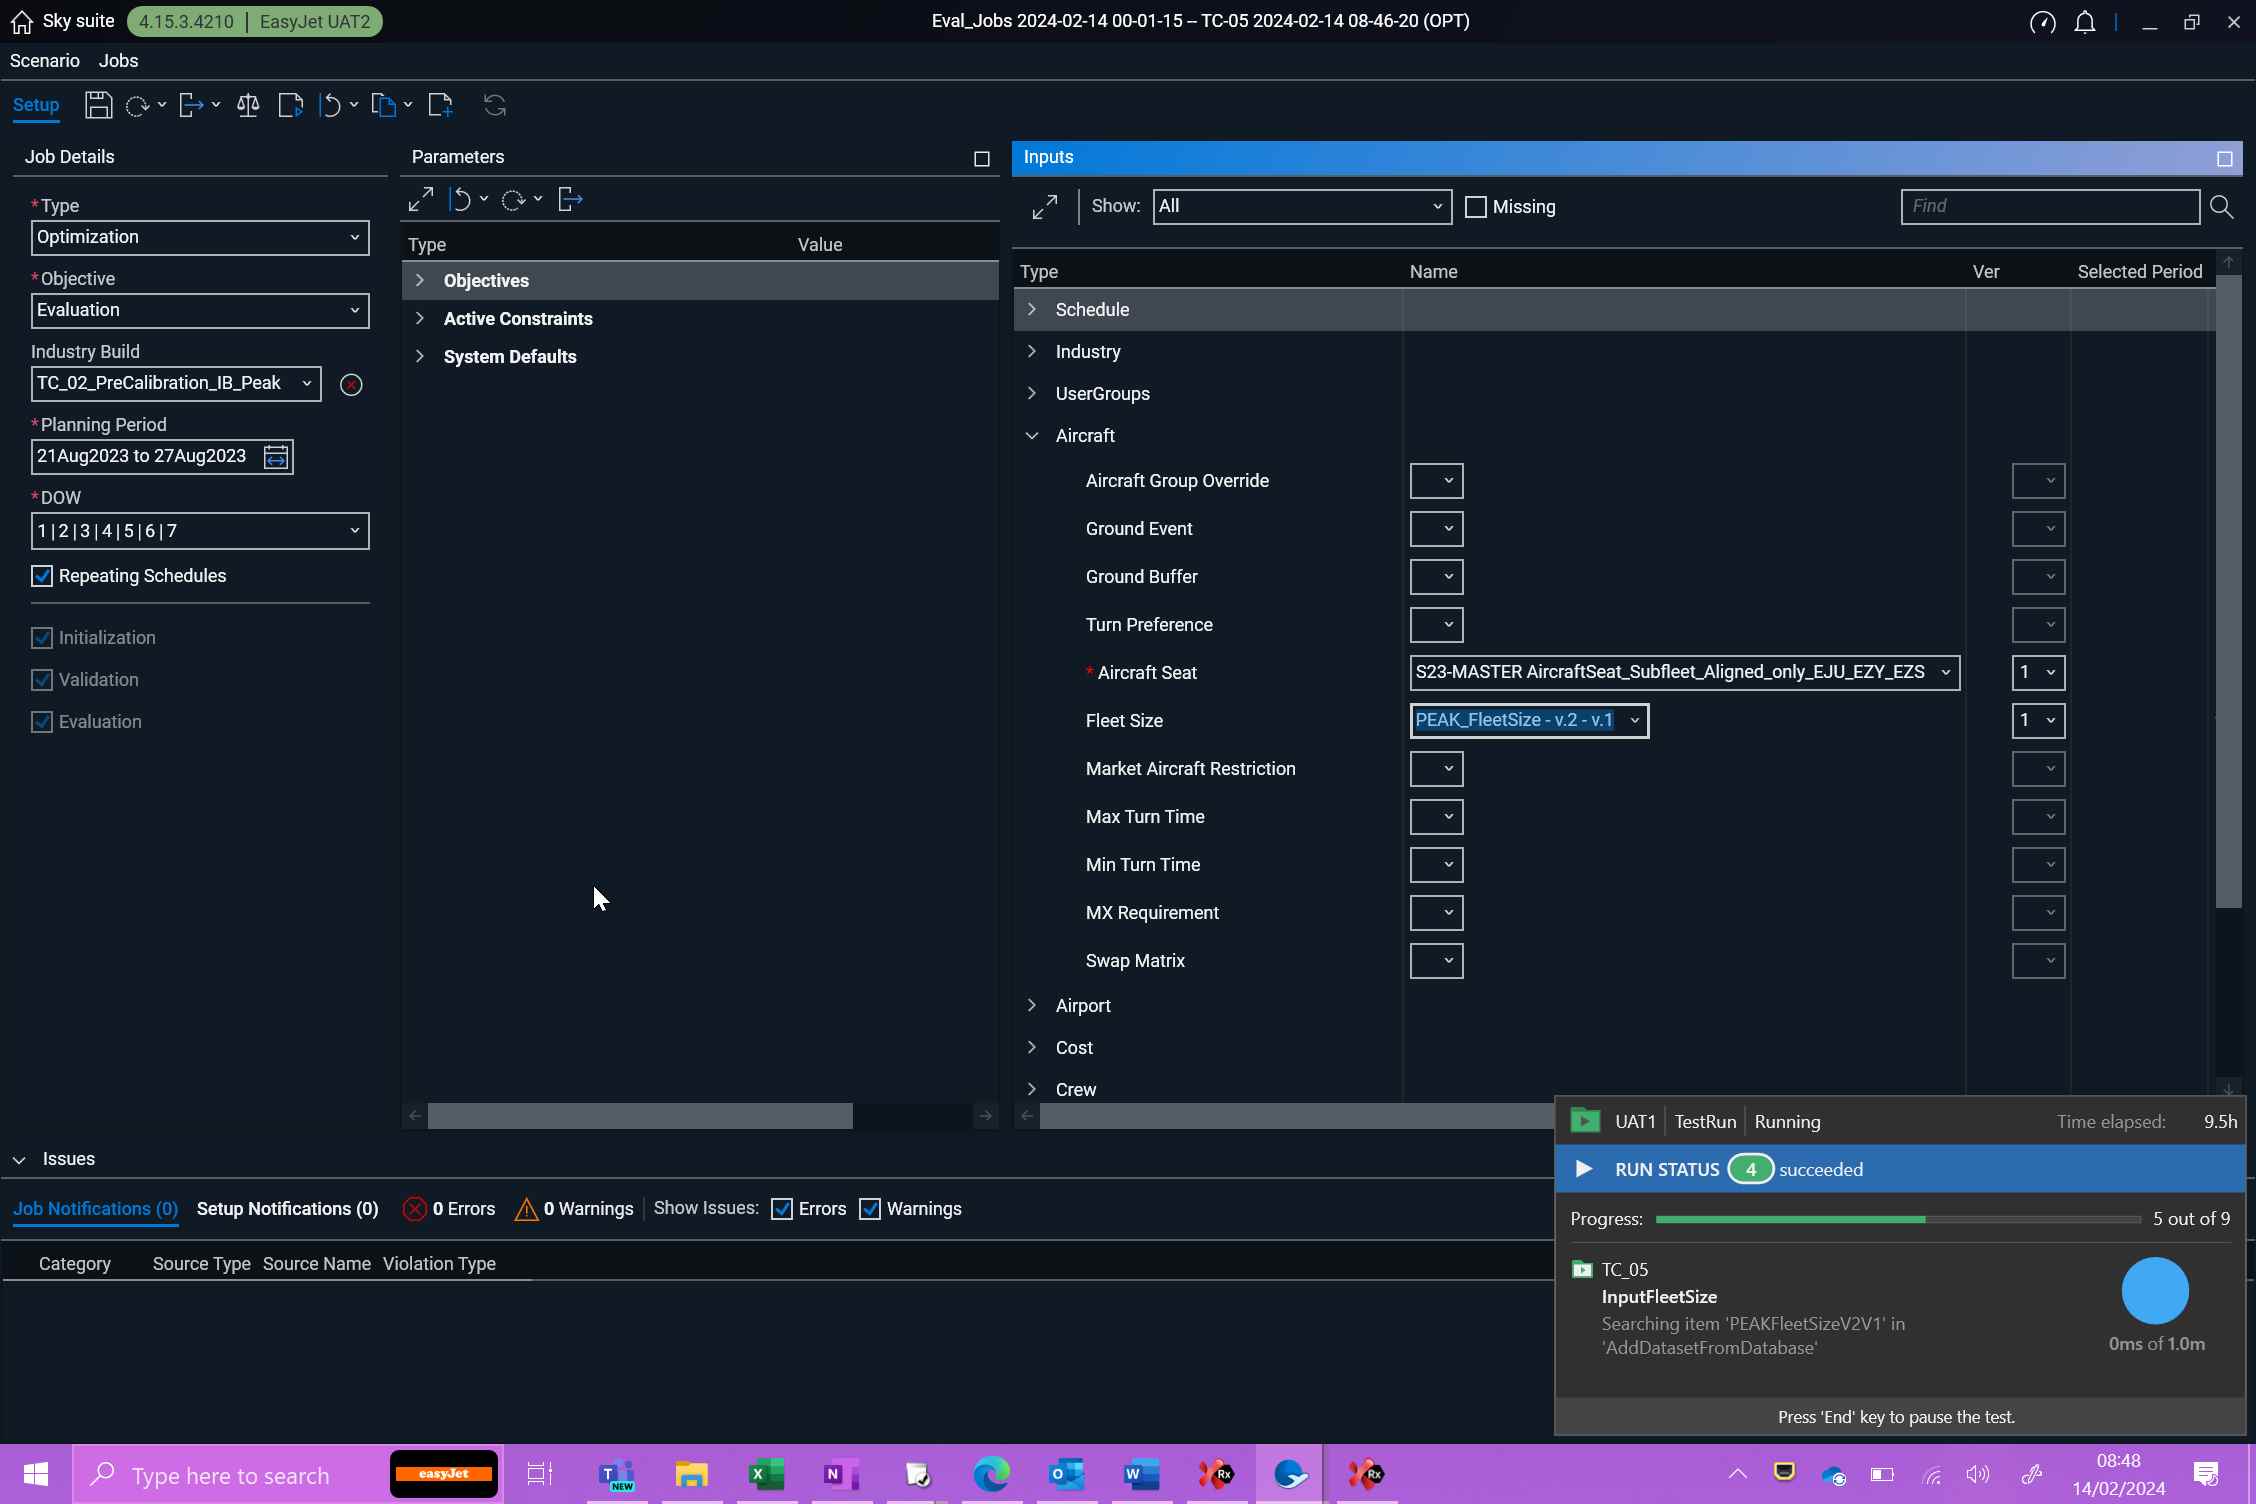 Sky suite 4.15.3.4210 | EasyJet UAT2
Eval_Jobs 2024-02-14 00-01-15 – TC-05 2024-02-14 08-46-20 (OPT)
Scenario Jobs
Setup
Job Details
*Type
Optimization
*Objective
Evaluation
Industry Build
TC_02_PreCalibration_IB_Peak
*Planning Period
21Aug2023 to 27Aug2023
*DOW
1|2|3|4|5|6|7
Repeating Schedules
Initialization
Validation
Evaluation
Parameters
Type Value
Objectives
Active Constraints
System Defaults
Inputs
Show: All Missing Find
Type Name Ver Selected Period
Schedule
Industry
UserGroups
Aircraft
Aircraft Group Override
Ground Event
Ground Buffer
Turn Preference
* Aircraft Seat S23-MASTER AircraftSeat_Subfleet_Aligned_only_EJU_EZY_EZS 1
Fleet Size PEAK_FleetSize - v.2 - v.1 1
Market Aircraft Restriction
Max Turn Time
Min Turn Time
MX Requirement
Swap Matrix
Airport
Cost
Crew
Issues
Job Notifications (0) Setup Notifications (0) 0 Errors 0 Warnings Show Issues: Errors Warnings
Category Source Type Source Name Violation Type
UAT1 TestRun Running Time elapsed: 9.5h
RUN STATUS 4 succeeded
Progress: 5 out of 9
TC_05
InputFleetSize
Searching item 'PEAKFleetSizeV2V1' in
'AddDatasetFromDatabase'
0ms of 1.0m
Press 'End' key to pause the test.
Type here to search
easyJet
T
NEW
X
N
O
W
Rx
Rx
08:48
14/02/2024